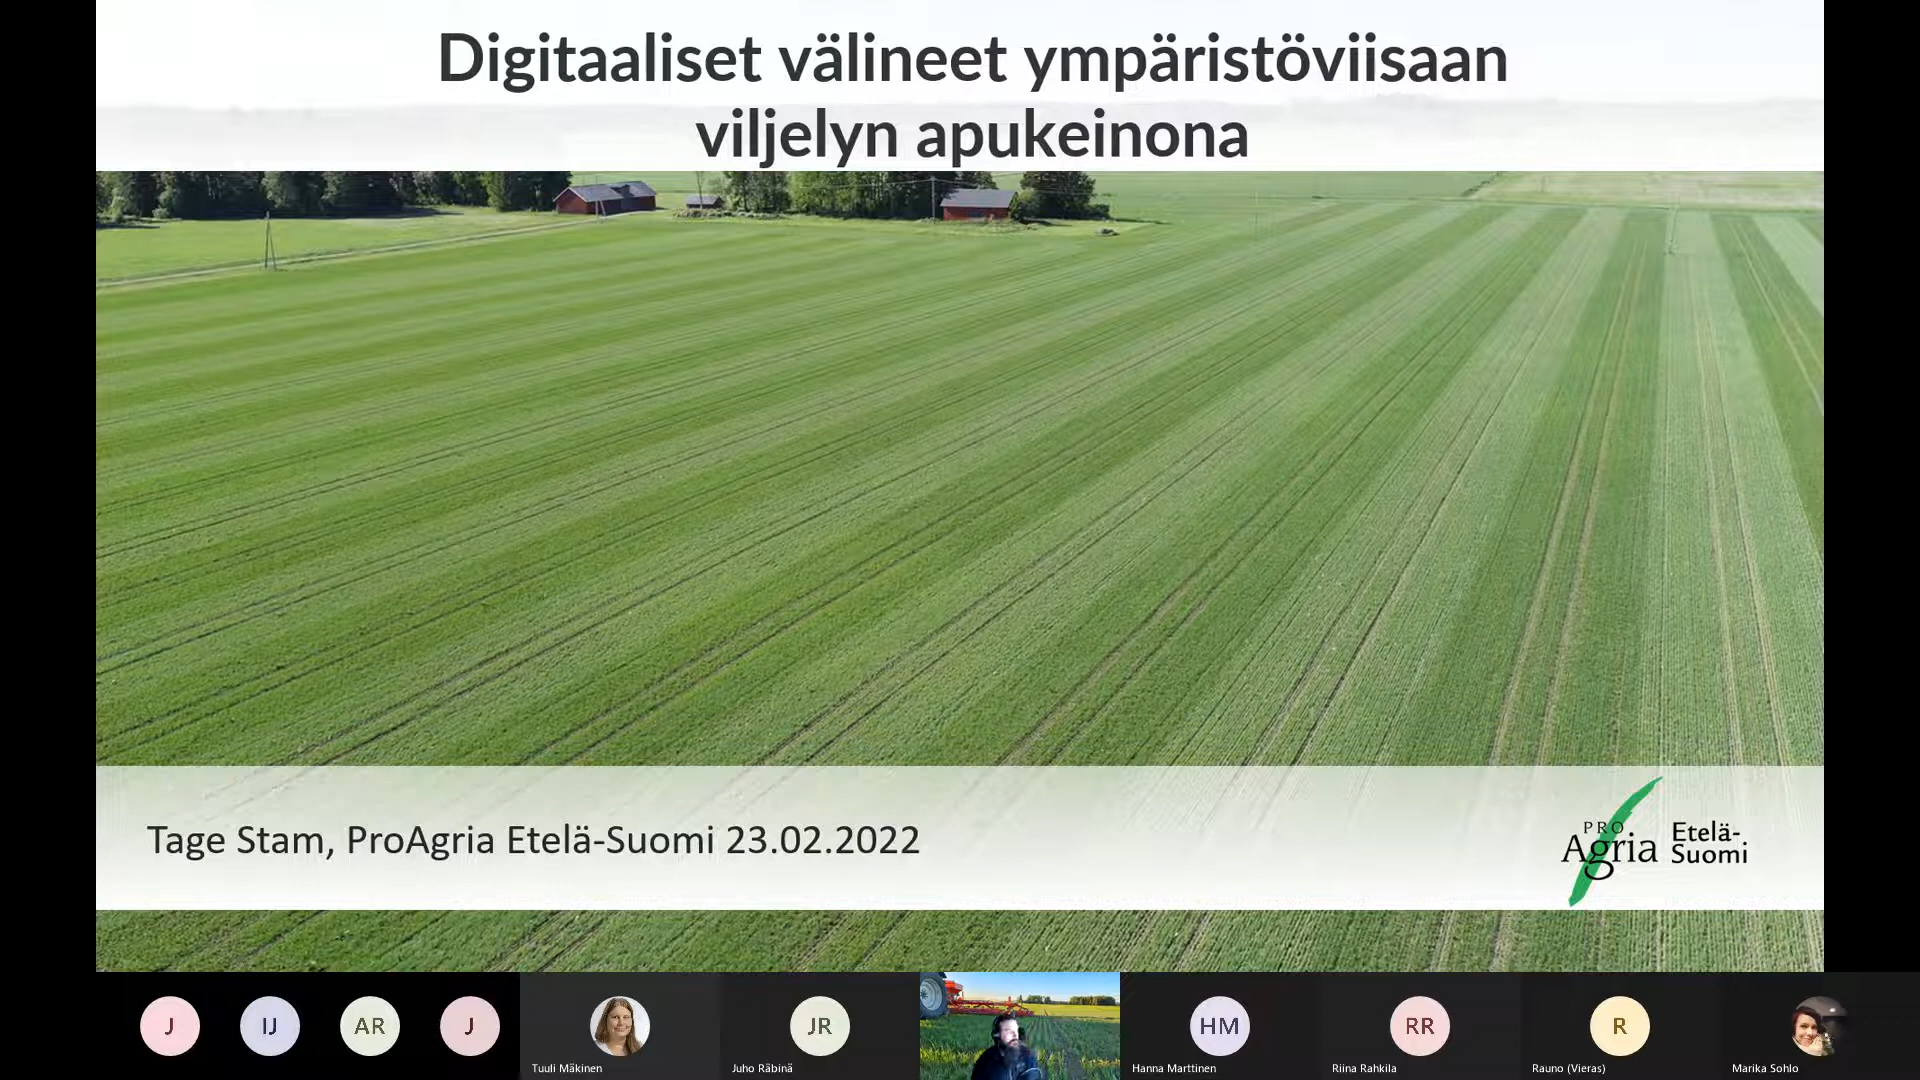 Digitaaliset välineet ympäristöviisaan
viljelyn apukeinona
Tage Stam, ProAgria Etelä-Suomi 23.02.2022
PRO
Agria
Etelä-
Suomi
J
IJ
AR
J
JR
HM
RR
R
Tuuli Mäkinen
Juho Räbinä
Hanna Marttinen
Riina Rahkila
Rauno (Vieras)
Marika Sohlo